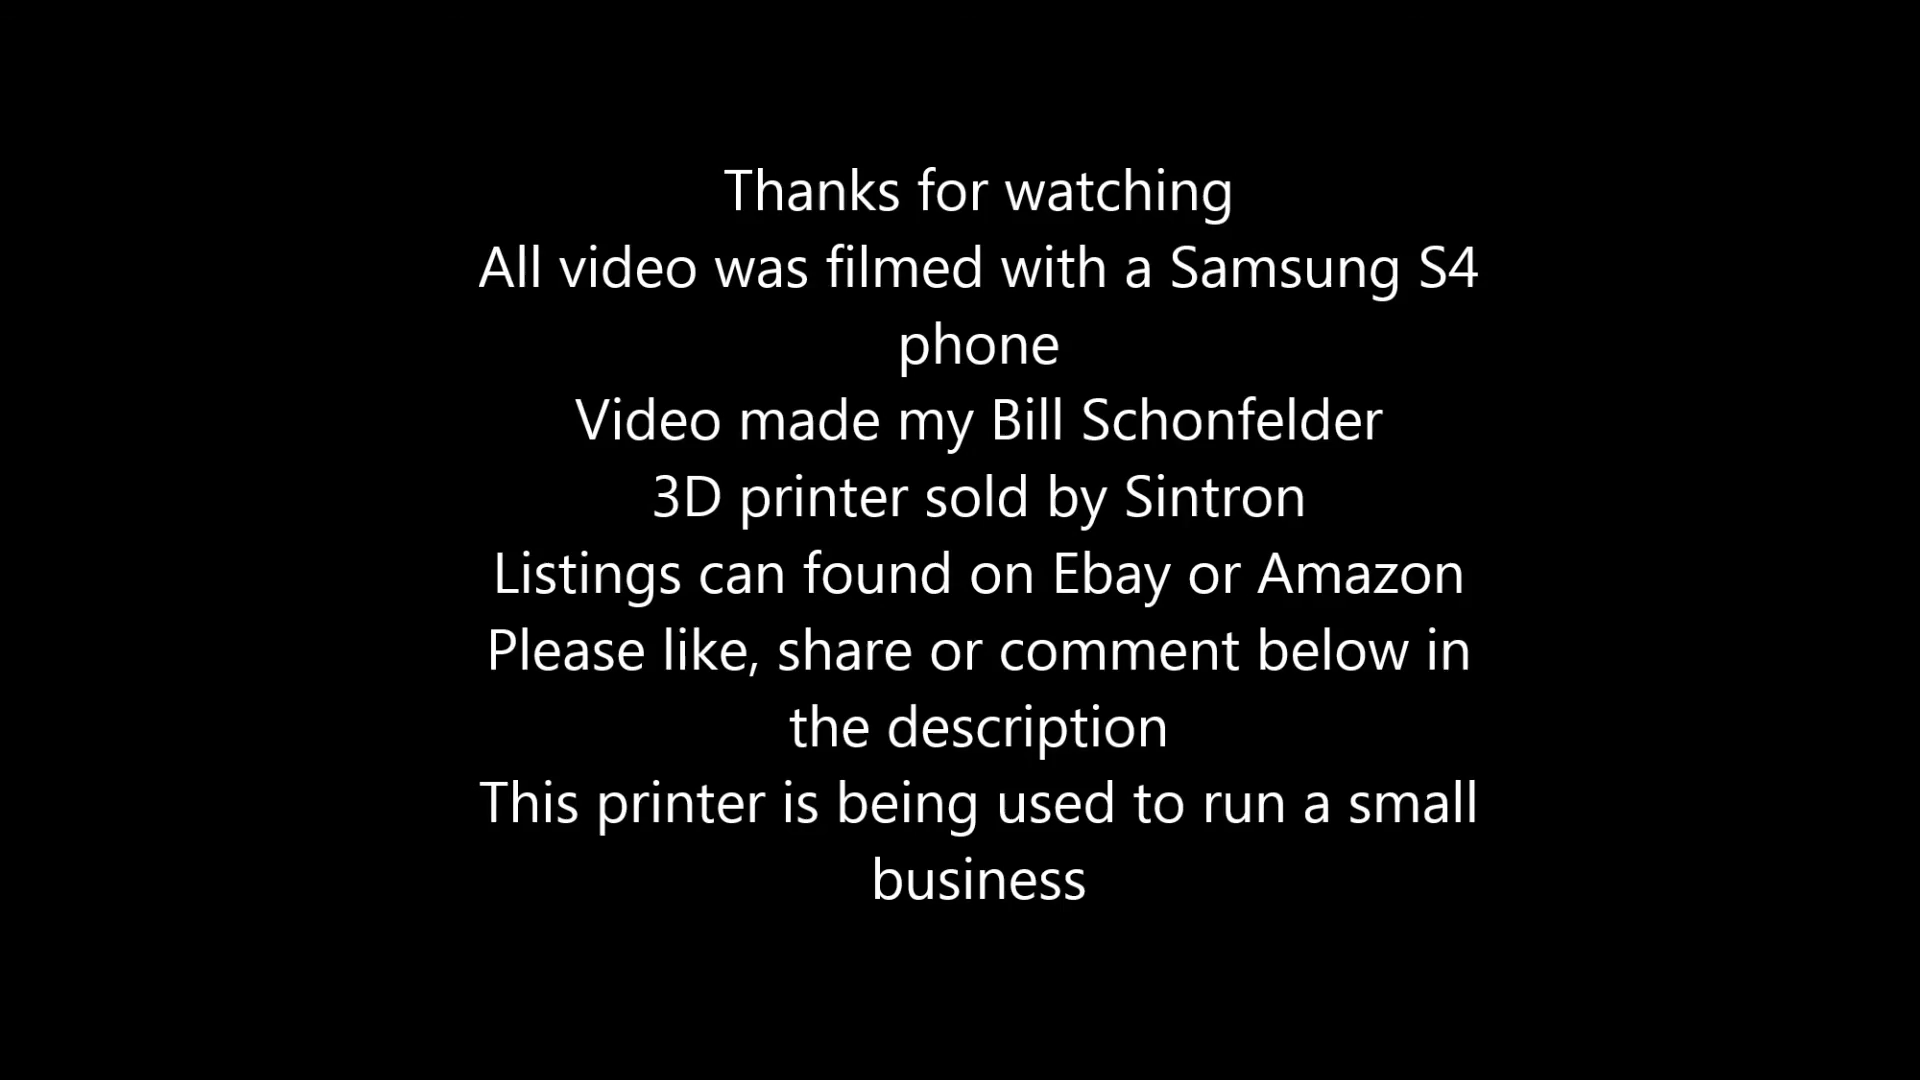 Thanks for watching
All video was filmed with a Samsung S4
phone
Video made my Bill Schonfelder
3D printer sold by Sintron
Listings can found on Ebay or Amazon
Please like, share or comment below in
the description
This printer is being used to run a small
business